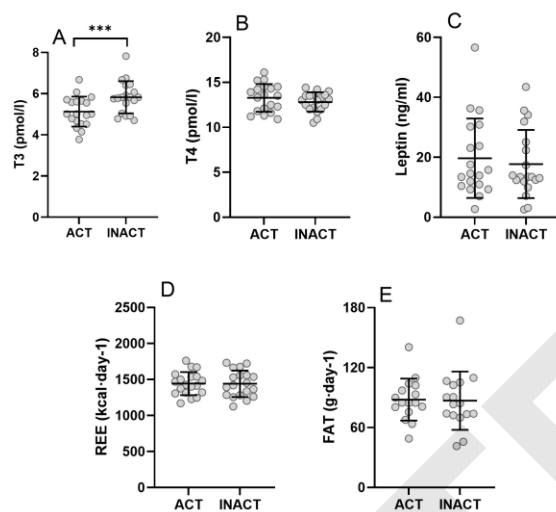 A
***
T3 (pmol/l)
8
6
4
2
0
ACT INACT
B
T4 (pmol/l)
20
15
10
5
0
ACT INACT
C
Leptin (ng/ml)
60
40
20
0
ACT INACT
D
REE (kcal·day-1)
2500
2000
1500
1000
500
0
ACT INACT
E
FAT (g·day-1)
180
120
60
0
ACT INACT